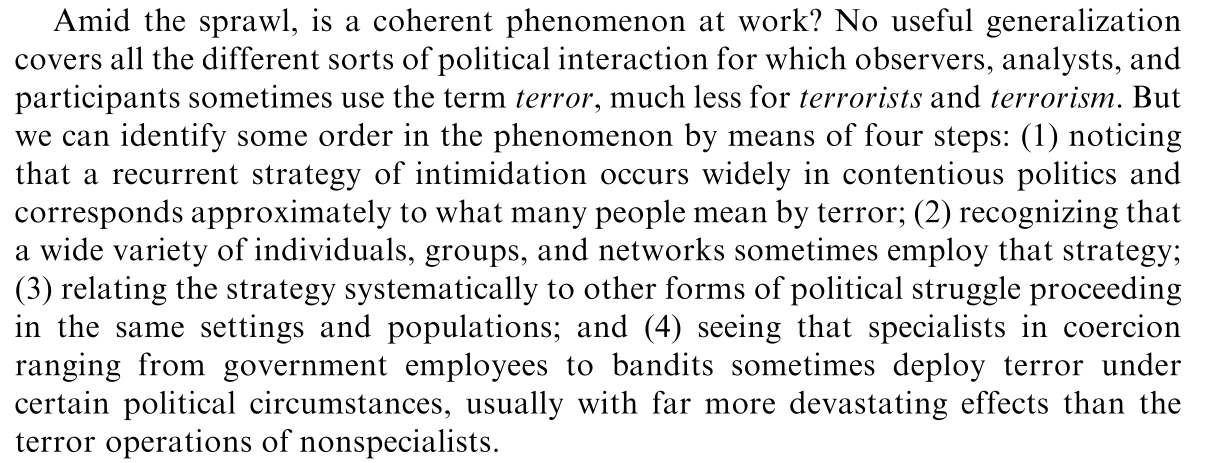 Amid the sprawl, is a coherent phenomenon at work? No useful generalization
covers all the different sorts of political interaction for which observers, analysts, and
participants sometimes use the term terror, much less for terrorists and terrorism. But
we can identify some order in the phenomenon by means of four steps: (1) noticing
that a recurrent strategy of intimidation occurs widely in contentious politics and
corresponds approximately to what many people mean by terror; (2) recognizing that
a wide variety of individuals, groups, and networks sometimes employ that strategy;
(3) relating the strategy systematically to other forms of political struggle proceeding
in the same settings and populations; and (4) seeing that specialists in coercion
ranging from government employees to bandits sometimes deploy terror under
certain political circumstances, usually with far more devastating effects than the
terror operations of nonspecialists.